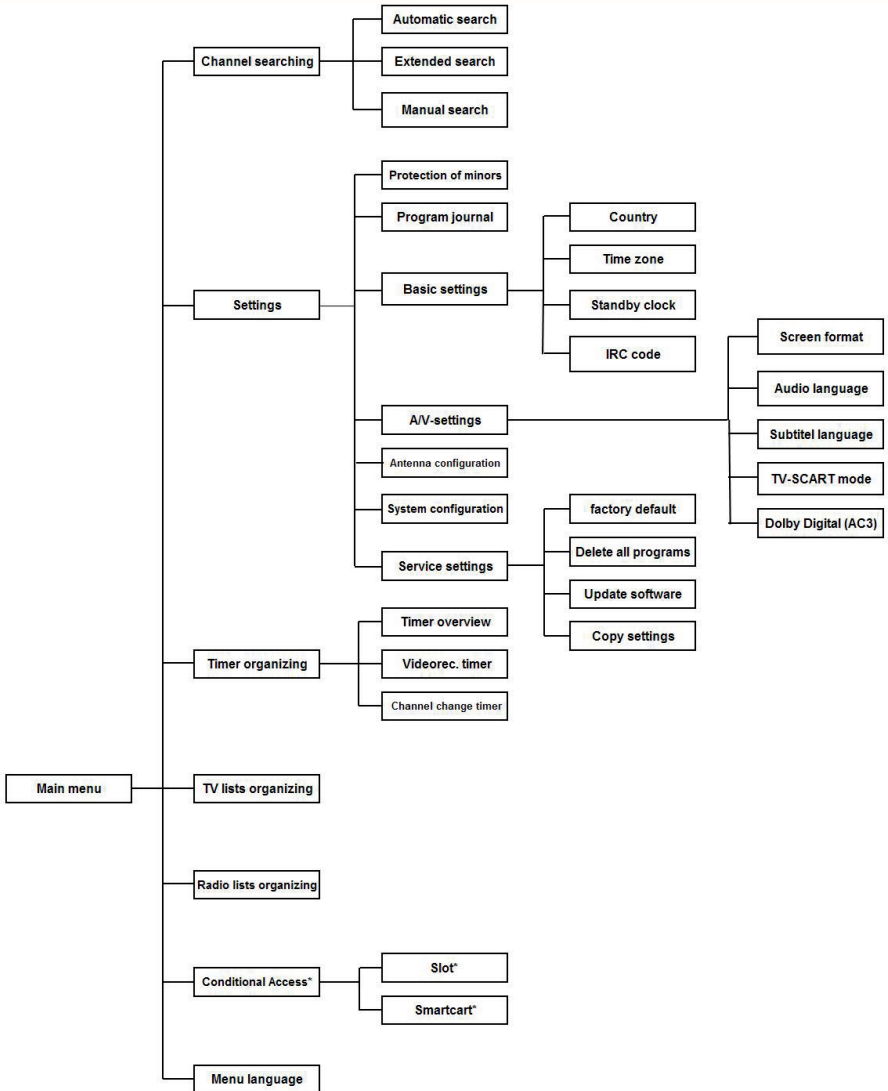 Automatic search
Channel searching
Extended search
Manual search
Protection of minors
Program journal
Country
Time zone
Basic settings
Settings
Standby clock
IRC code
Screen format
Audio language
A/V-settings
Subtitel language
Antenna configuration
TV-SCART mode
System configuration
factory default
Dolby Digital (AC3)
Delete all programs
Service settings
Update software
Timer overview
Copy settings
Timer organizing
Videorec. timer
Channel change timer
Main menu
TV lists organizing
Radio lists organizing
Slot*
Conditional Access*
Smartcart*
Menu language